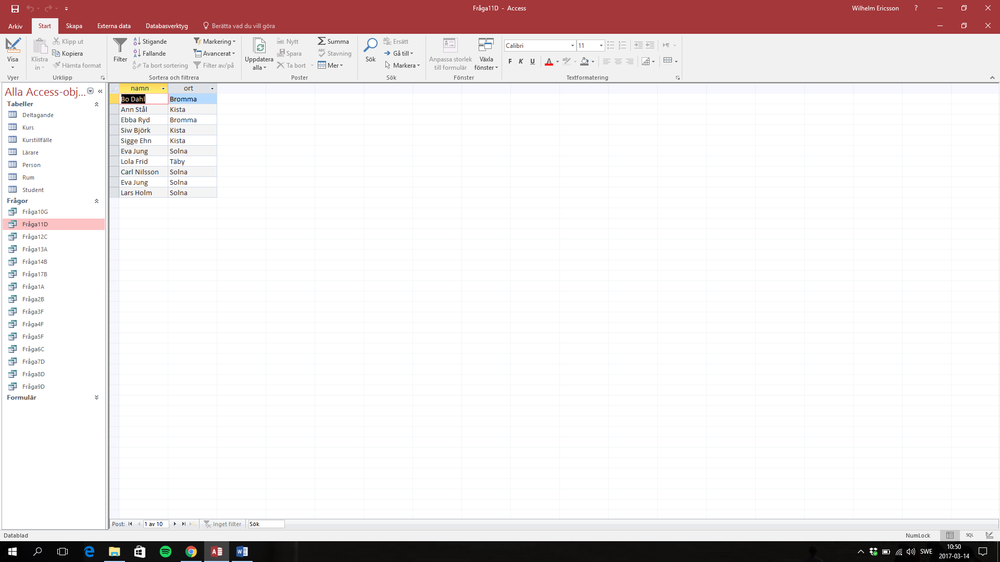 Fråga11D - Access
Wilhelm Ericsson
?
Arkiv Start Skapa Externa data Databasverktyg Berätta vad du vill göra
Visa
Vyer
Klistra in
Klipp ut
Kopiera
Hämta format
Urklipp
Filter
Stigande
Fallande
Ta bort sortering
Markering
Avancerat
Filter av/på
Sortera och filtrera
Uppdatera alla
Nytt
Spara
Ta bort
Summa
Stavning
Mer
Poster
Sök
Ersätt
Gå till
Markera
Sök
Anpassa storlek till formulär
Växla fönster
Fönster
Calibri 11
F K U
Textformatering
Alla Access-obj...
Tabeller
Deltagande
Kurs
Kurstillfälle
Lärare
Person
Rum
Student
Frågor
Fråga10G
Fråga11D
Fråga12C
Fråga13A
Fråga14B
Fråga17B
Fråga1A
Fråga2B
Fråga3F
Fråga4F
Fråga5F
Fråga6C
Fråga7D
Fråga8D
Fråga9D
Formulär
namn ort
Bo Dahl Bromma
Ann Stål Kista
Ebba Ryd Bromma
Siw Björk Kista
Sigge Ehn Kista
Eva Jung Solna
Lola Frid Täby
Carl Nilsson Solna
Eva Jung Solna
Lars Holm Solna
Post: 1 av 10 Inget filter Sök
Datablad NumLock SQL
SWE 10:50
2017-03-14